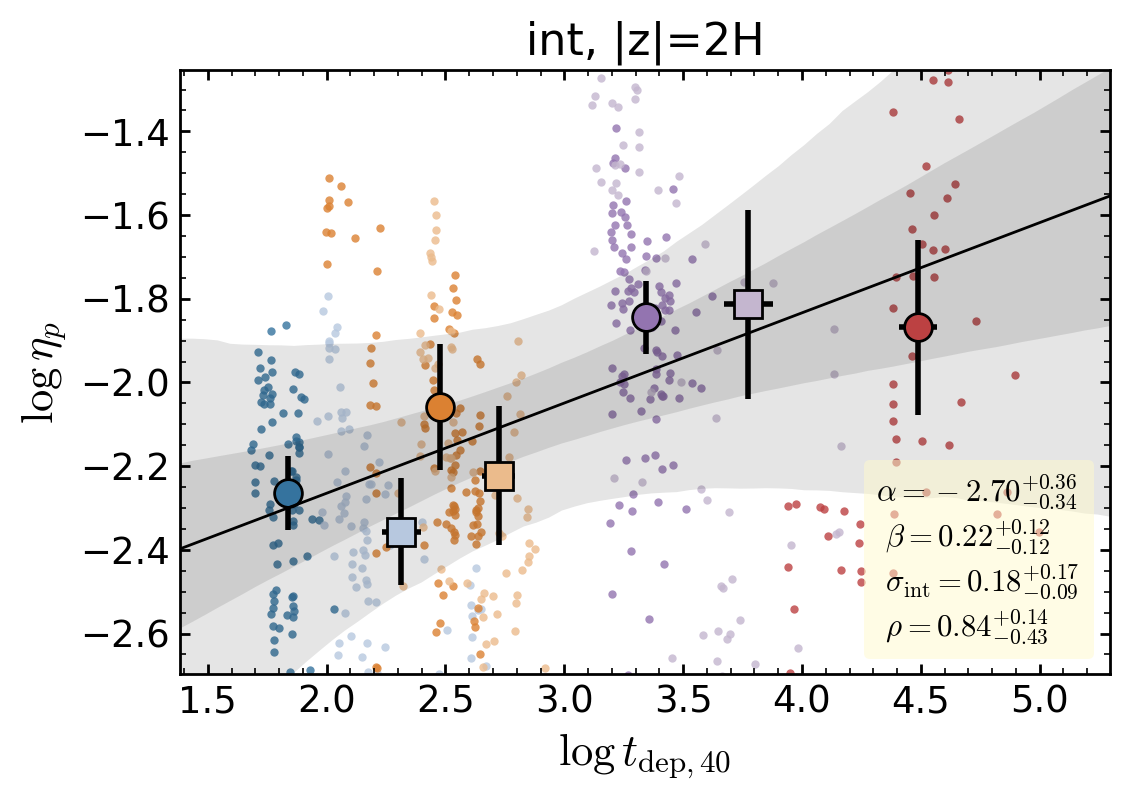 int, |z|=2H
−1.4
−1.6
−1.8
−2.0
−2.2
−2.4
−2.6
log η_p
α = −2.70^{+0.36}_{−0.34}
β = 0.22^{+0.12}_{−0.12}
σ_int = 0.18^{+0.17}_{−0.09}
ρ = 0.84^{+0.14}_{−0.43}
1.5 2.0 2.5 3.0 3.5 4.0 4.5 5.0
log t_{dep, 40}